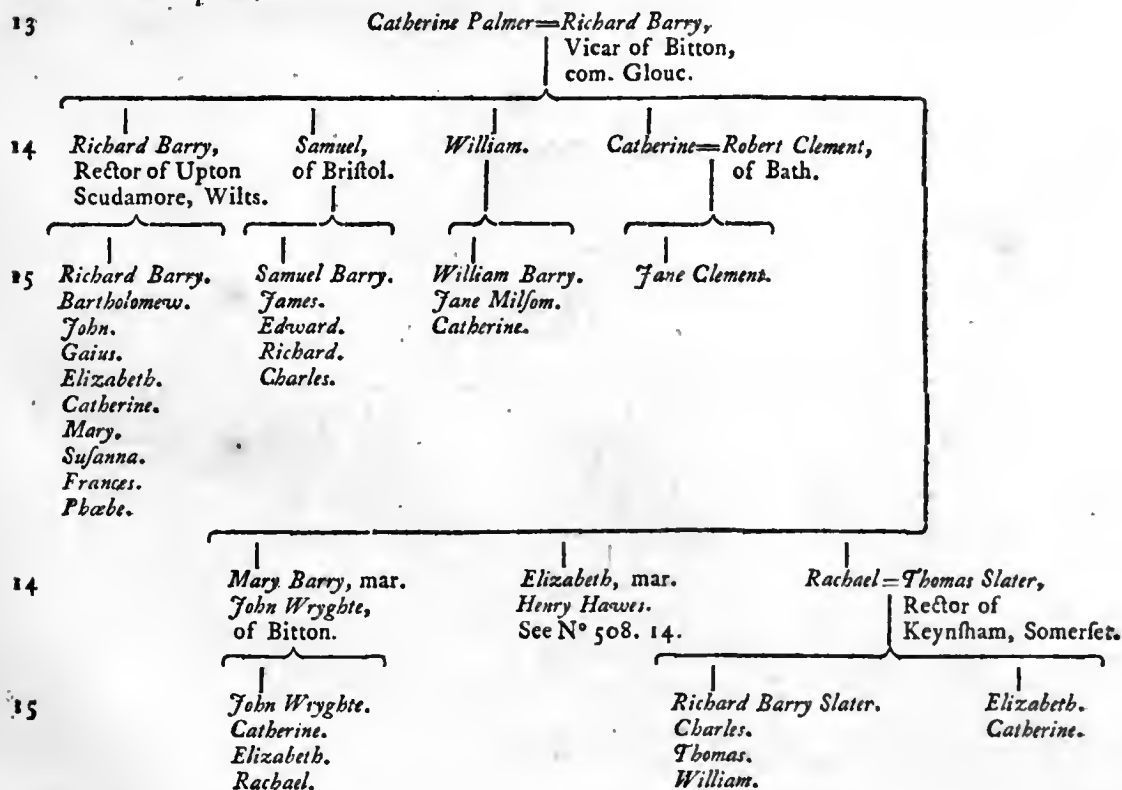 13 Catherine Palmer=Richard Barry,
Vicar of Bitton,
com. Glouc.
14 Richard Barry,
Rector of Upton
Scudamore, Wilts.
Samuel,
of Briſtol.
William.
Catherine=Robert Clement,
of Bath.
15 Richard Barry.
Bartholomew.
John.
Gaius.
Elizabeth.
Catherine.
Mary.
Suſanna.
Frances.
Phœbe.
Samuel Barry.
James.
Edward.
Richard.
Charles.
William Barry.
Jane Milſom.
Catherine.
Jane Clement.
14 Mary Barry, mar.
John Wryghte,
of Bitton.
Elizabeth, mar.
Henry Hawes.
See Nº 508. 14.
Rachael=Thomas Slater,
Rector of
Keynſham, Somerſet.
15 John Wryghte.
Catherine.
Elizabeth.
Rachael.
Richard Barry Slater.
Charles.
Thomas.
William.
Elizabeth.
Catherine.